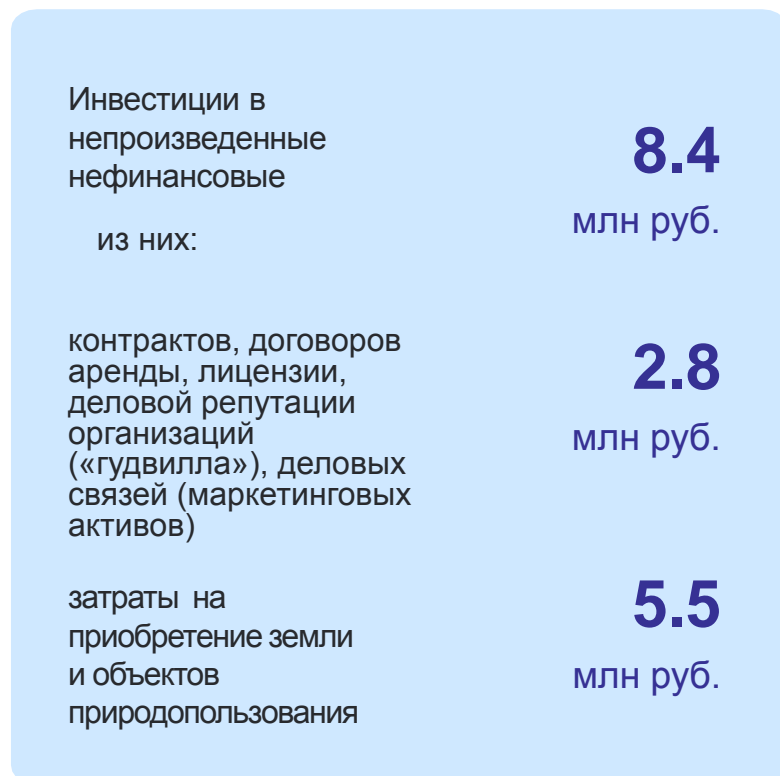 Инвестиции в
непроизведенные
нефинансовые
8.4
млн руб.
из них:
контрактов, договоров
аренды, лицензии,
деловой репутации
организаций
(«гудвилла»), деловых
связей (маркетинговых
активов)
2.8
млн руб.
затраты на
приобретение земли
и объектов
природопользования
5.5
млн руб.